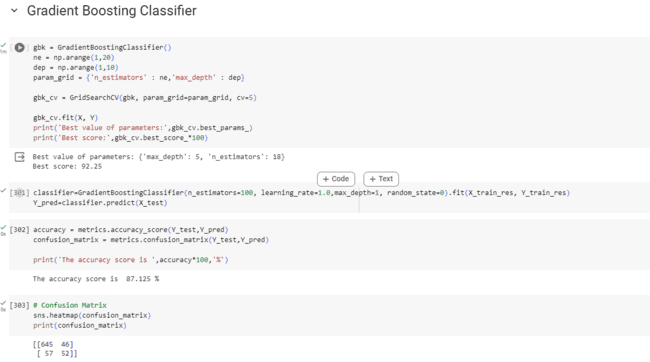 Gradient Boosting Classifier
gbk = GradientBoostingClassifier()
ne = np.arange(1,20)
dep = np.arange(1,10)
param_grid = {'n_estimators' : ne,'max_depth' : dep}
gbk_cv = GridSearchCV(gbk, param_grid=param_grid, cv=5)
gbk_cv.fit(X, Y)
print('Best value of parameters:',gbk_cv.best_params_)
print('Best score:',gbk_cv.best_score_*100)
Best value of parameters: {'max_depth': 5, 'n_estimators': 18}
Best score: 92.25
+ Code + Text
[301] classifier=GradientBoostingClassifier(n_estimators=100, learning_rate=1.0,max_depth=1, random_state=0).fit(X_train_res, Y_train_res)
Y_pred=classifier.predict(X_test)
[302] accuracy = metrics.accuracy_score(Y_test,Y_pred)
confusion_matrix = metrics.confusion_matrix(Y_test,Y_pred)
print('The accuracy score is ',accuracy*100,'%')
The accuracy score is  87.125 %
[303] # Confusion Matrix
sns.heatmap(confusion_matrix)
print(confusion_matrix)
[[645  46]
[ 57  52]]